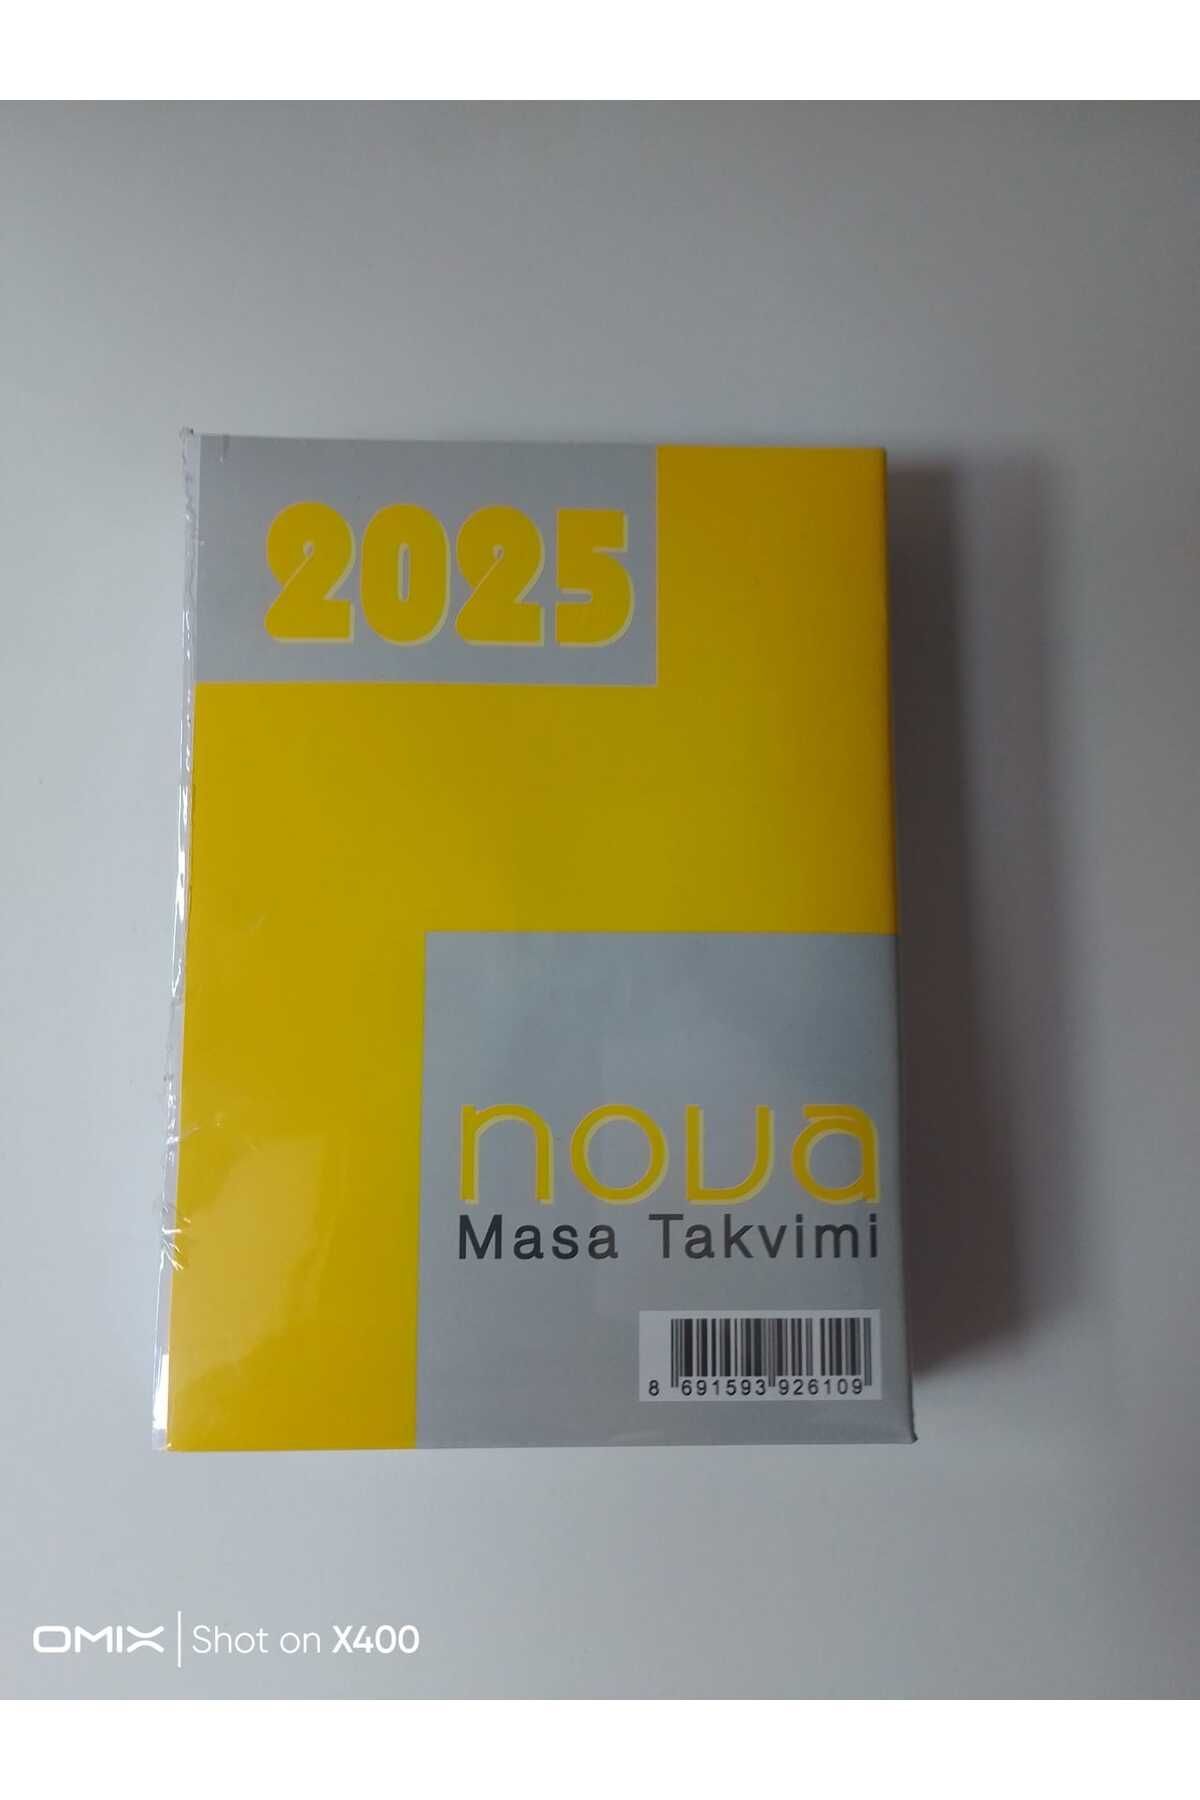 2025
nova
Masa Takvimi
8 691593 926109
OMIX Shot on X400